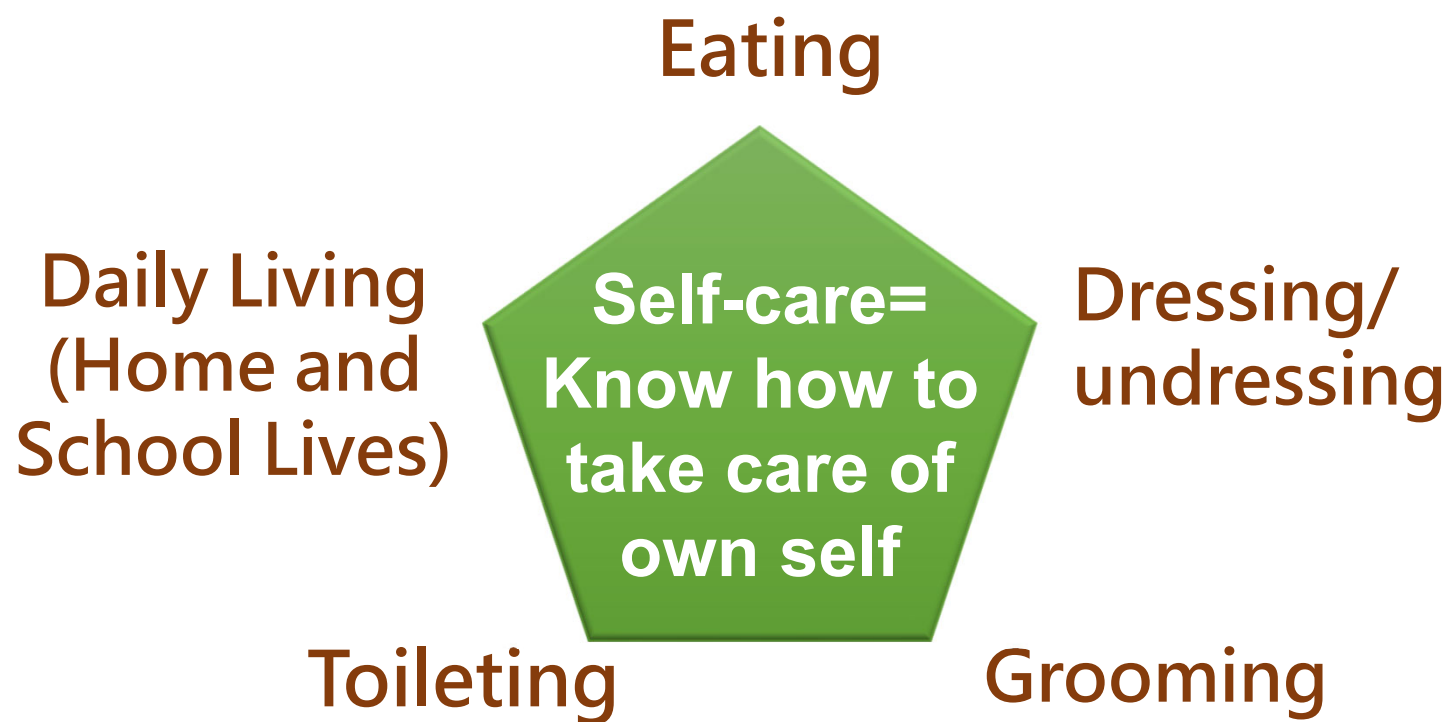 Eating
Daily Living
(Home and
School Lives)
Self-care=
Know how to
take care of
own self
Dressing/
undressing
Toileting
Grooming